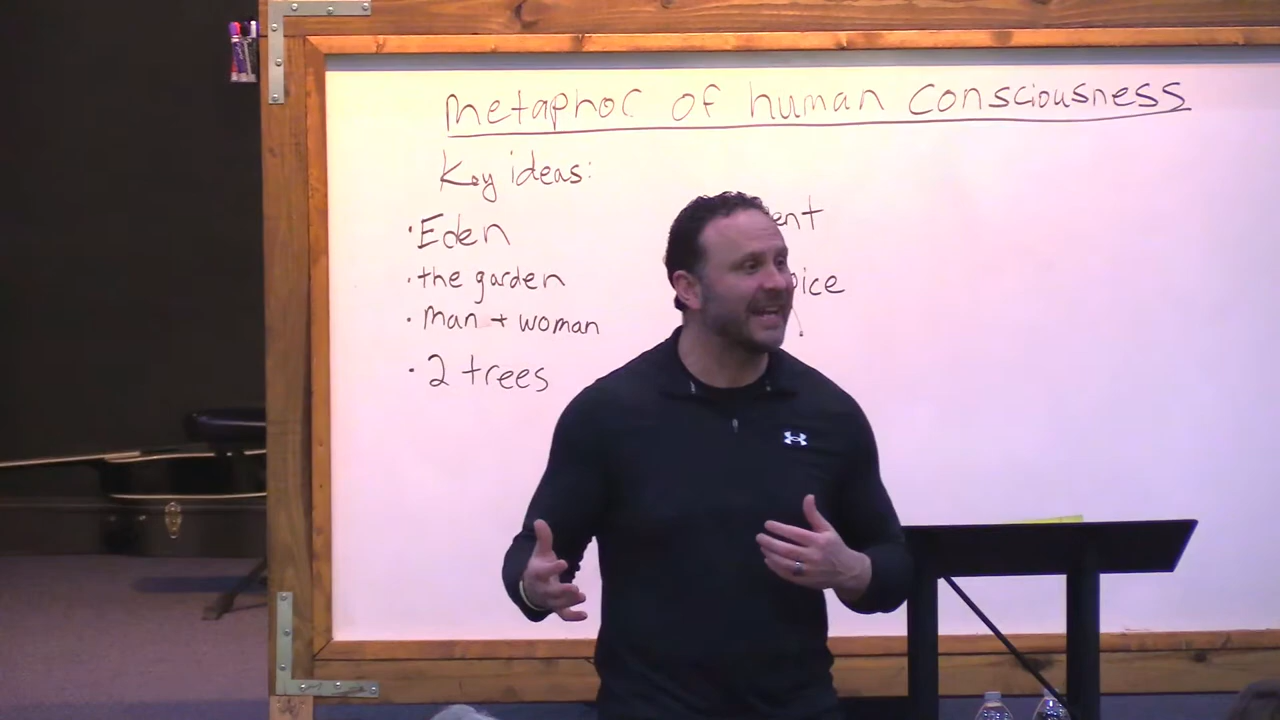 metaphor of human consciousness
Key ideas:
• Eden
• the garden
• man + woman
• 2 trees